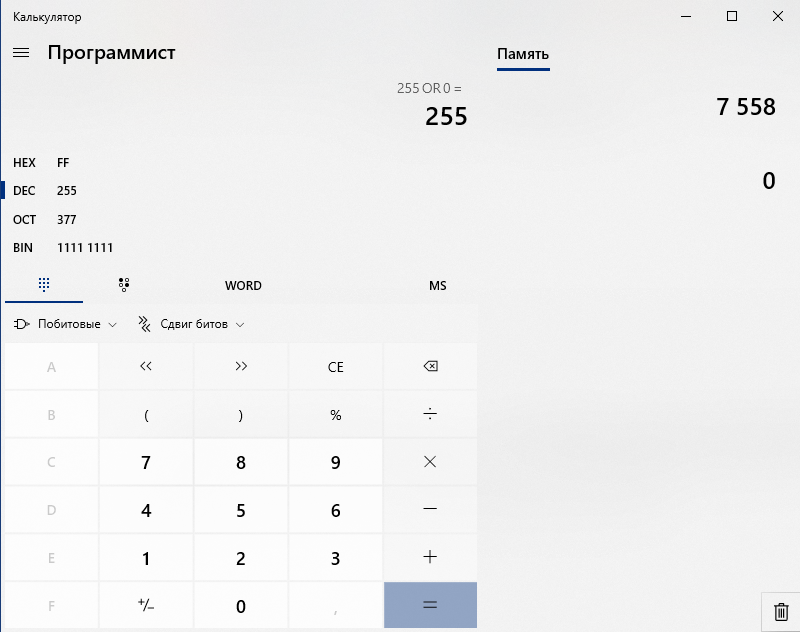 Калькулятор
Программист
Память
255 OR 0 =
255
7 558
0
HEX FF
DEC 255
OCT 377
BIN 1111 1111
WORD MS
Побитовые Сдвиг битов
A << >> CE
B ( ) % ÷
C 7 8 9 ×
D 4 5 6 −
E 1 2 3 +
F +/− 0 , =